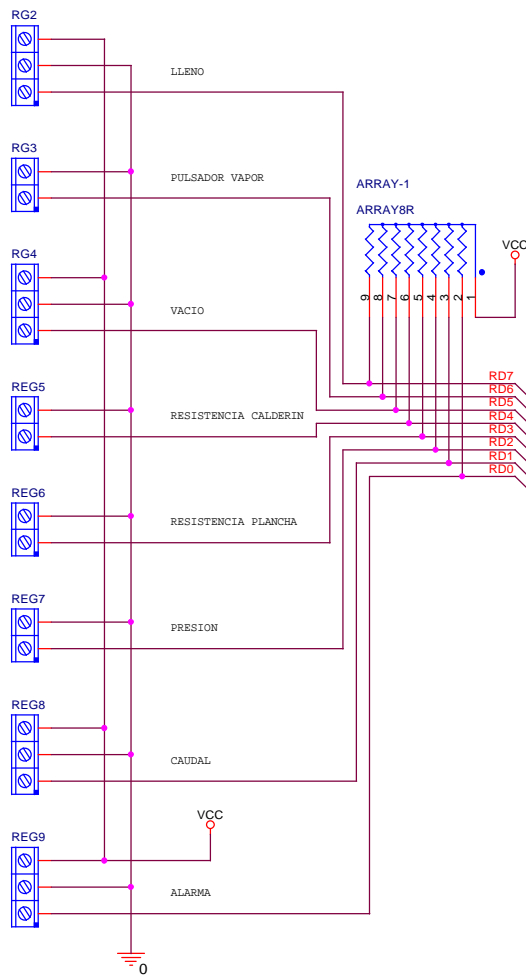 RG2
LLENO
RG3
PULSADOR VAPOR
ARRAY-1
ARRAY8R
VCC
RG4
VACIO
9 8 7 6 5 4 3 2 1
RD7
RD6
RD5
RD4
RD3
RD2
RD1
RD0
REG5
RESISTENCIA CALDERIN
REG6
RESISTENCIA PLANCHA
REG7
PRESION
REG8
CAUDAL
VCC
REG9
ALARMA
0